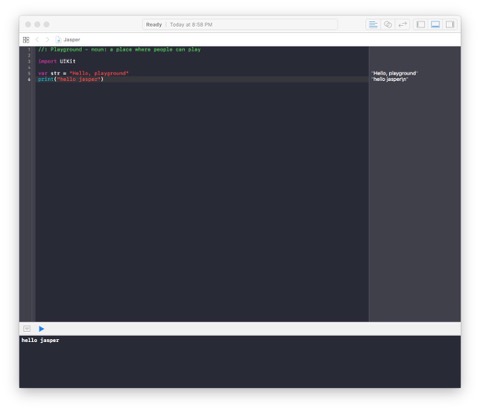 Ready | Today at 8:58 PM
Jasper
1 //: Playground - noun: a place where people can play
2
3 import UIKit
4
5 var str = "Hello, playground"
6 print("hello jasper")
"Hello, playground"
"hello jasper\n"
hello jasper